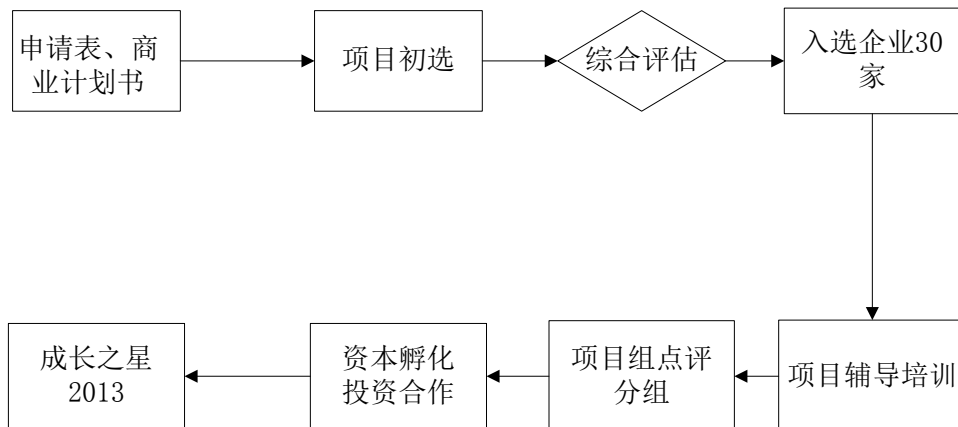 申请表、商
业计划书
项目初选
综合评估
入选企业30
家
项目辅导培训
项目组点评
分组
资本孵化
投资合作
成长之星
2013